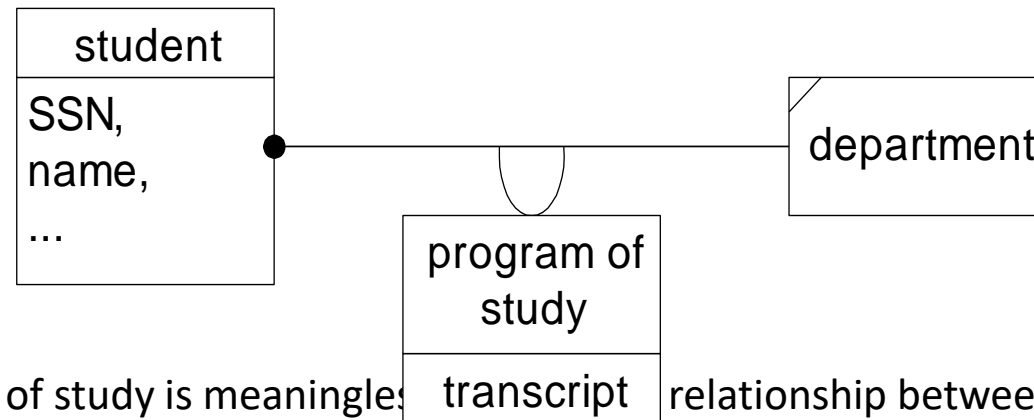 student
SSN,
name,
...
department
program of
study
transcript
of study is meaningles
relationship betwee